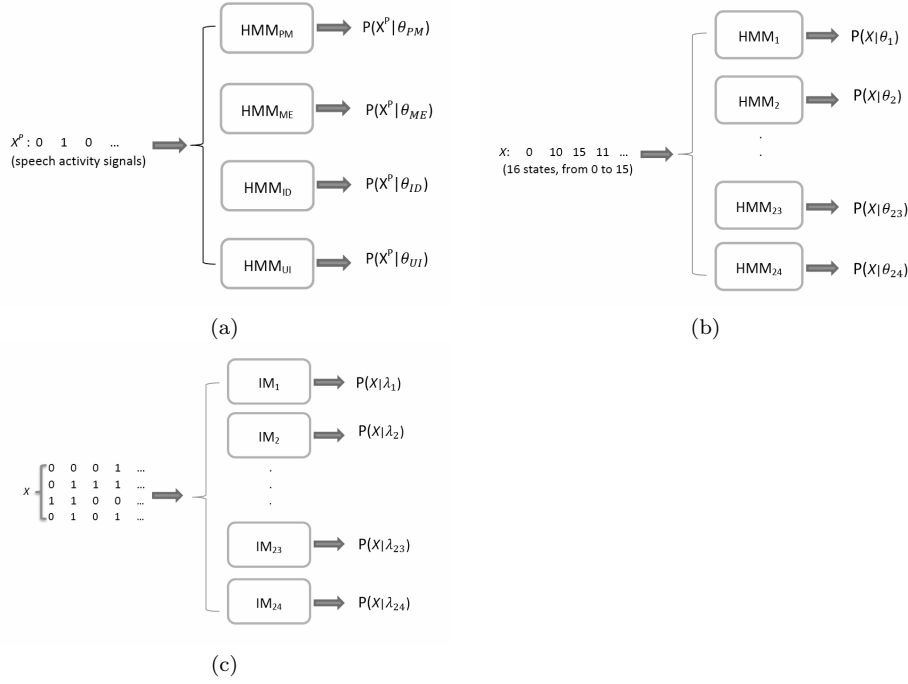 HMM_PM P(X^P|θ_PM)
HMM_ME P(X^P|θ_ME)
X^P : 0 1 0 ...
(speech activity signals)
HMM_ID P(X^P|θ_ID)
HMM_UI P(X^P|θ_UI)
(a)
HMM_1 P(X|θ_1)
HMM_2 P(X|θ_2)
.
X: 0 10 15 11 ...
.
(16 states, from 0 to 15)
HMM_23 P(X|θ_23)
HMM_24 P(X|θ_24)
(b)
IM_1 P(X|λ_1)
IM_2 P(X|λ_2)
0 0 0 1 ...
.
0 1 1 1 ...
X
.
1 1 0 0 ...
.
0 1 0 1 ...
IM_23 P(X|λ_23)
IM_24 P(X|λ_24)
(c)